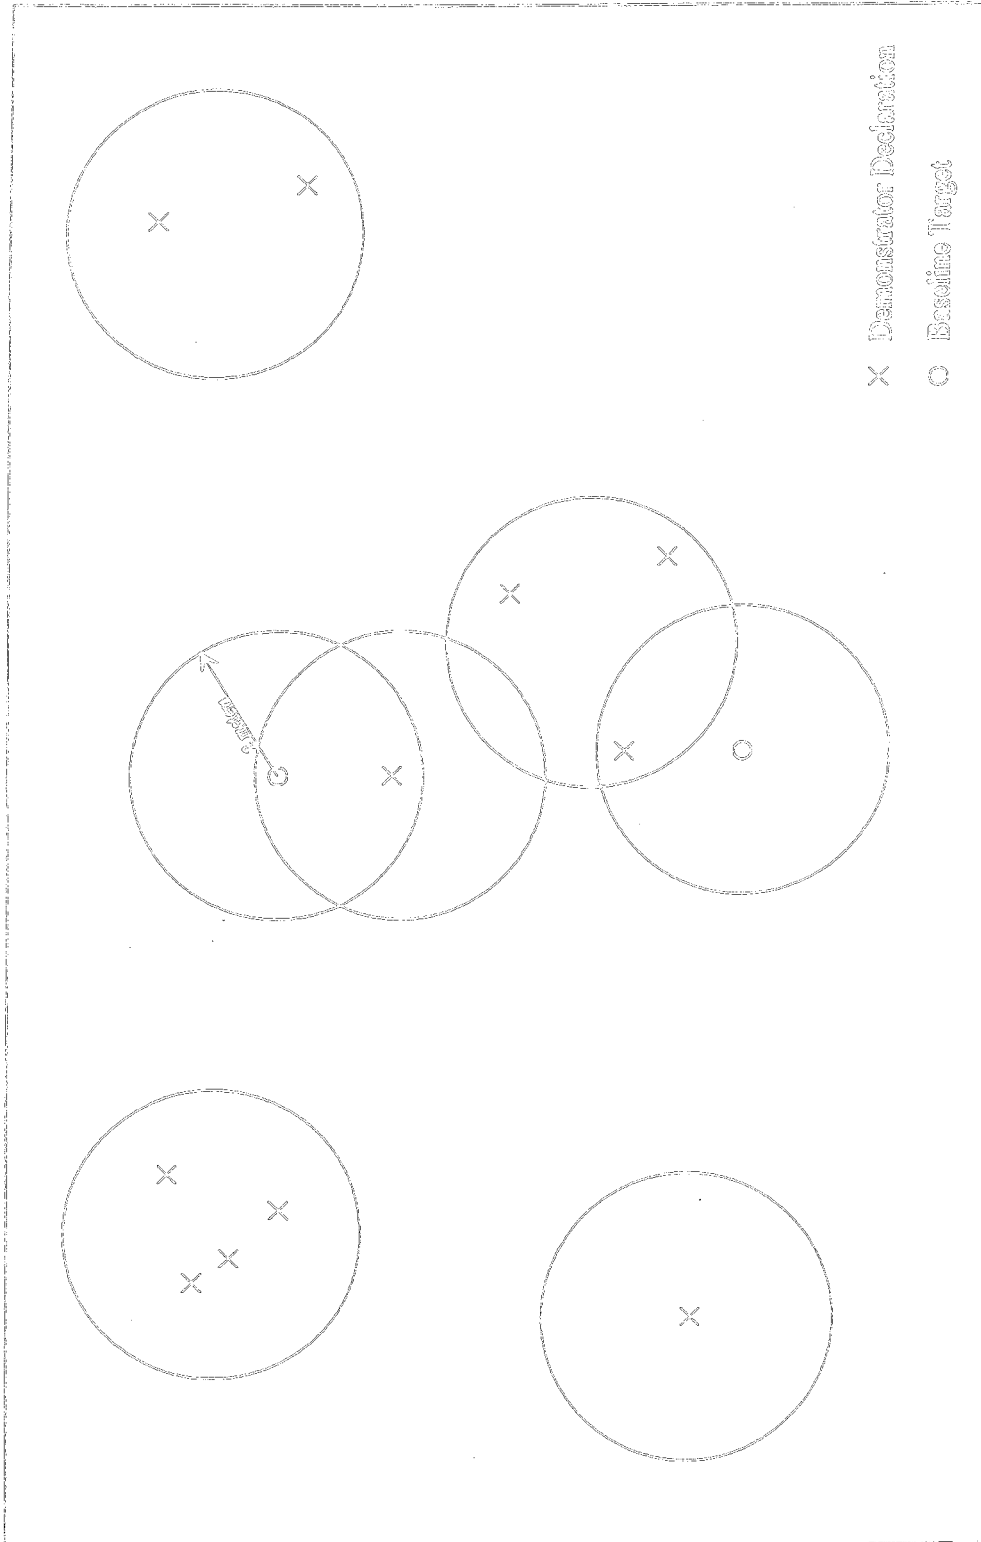 × Demonstrator Declaration
○ Baseline Target